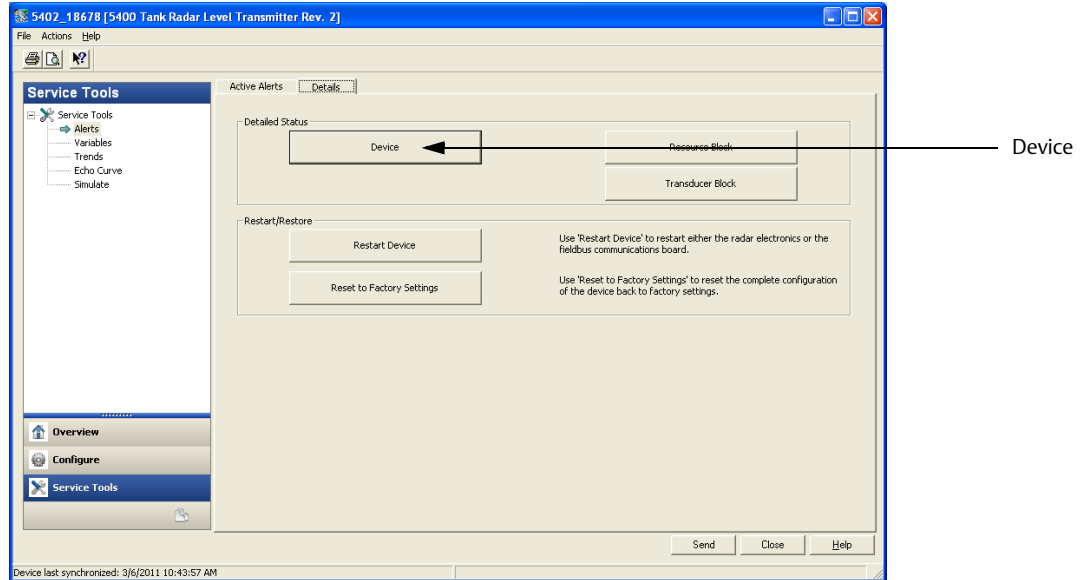 5402_18678 [5400 Tank Radar Level Transmitter Rev. 2]
File Actions Help
Service Tools
Service Tools
Alerts
Variables
Trends
Echo Curve
Simulate
Overview
Configure
Service Tools
Active Alerts Details
Detailed Status
Device
Resource Block
Transducer Block
Restart/Restore
Restart Device
Use 'Restart Device' to restart either the radar electronics or the
fieldbus communications board.
Reset to Factory Settings
Use 'Reset to Factory Settings' to reset the complete configuration
of the device back to factory settings.
Send Close Help
Device last synchronized: 3/6/2011 10:43:57 AM
Device